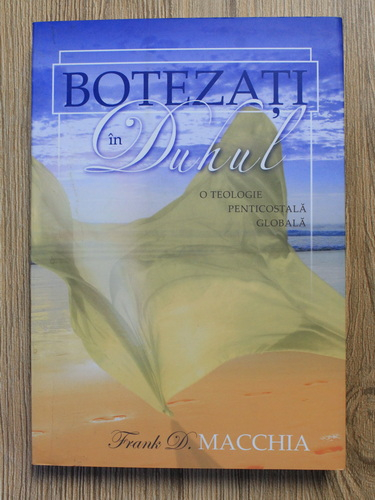 BOTEZAȚI
în Duhul
O TEOLOGIE
PENTICOSTALĂ
GLOBALĂ
Frank D. MACCHIA